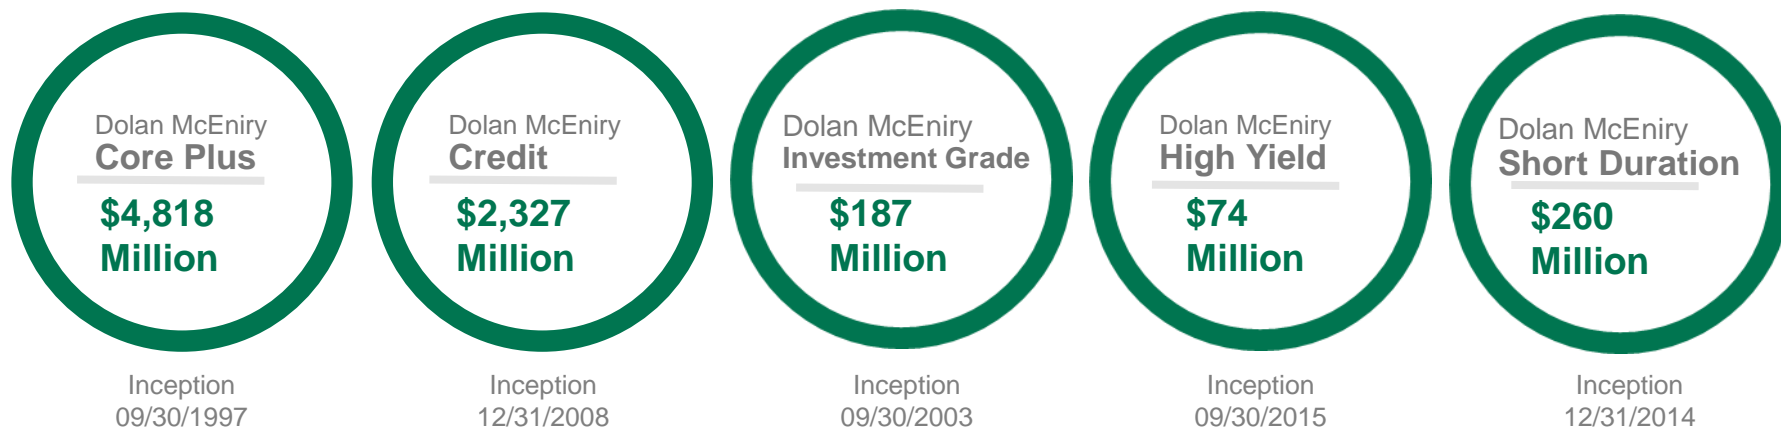 Dolan McEniry
Core Plus
$4,818
Million
Inception
09/30/1997
Dolan McEniry
Credit
$2,327
Million
Inception
12/31/2008
Dolan McEniry
Investment Grade
$187
Million
Inception
09/30/2003
Dolan McEniry
High Yield
$74
Million
Inception
09/30/2015
Dolan McEniry
Short Duration
$260
Million
Inception
12/31/2014